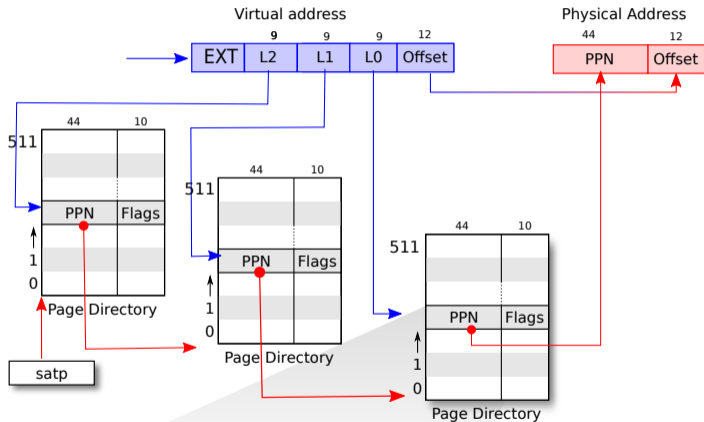 Virtual address
Physical Address
9 9 9 12
EXT L2 L1 L0 Offset
44 12
PPN Offset
44 10
511
PPN Flags
1
0
Page Directory
satp
44 10
511
PPN Flags
1
0
Page Directory
44 10
511
PPN Flags
1
0
Page Directory